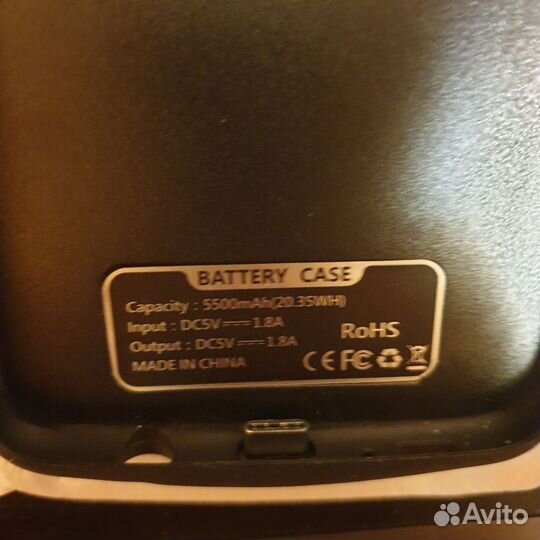 BATTERY CASE
Capacity : 5500mAh(20.35WH)
Input : DC5V⎓1.8A
Output : DC5V⎓1.8A
MADE IN CHINA
RoHS
CE FC
Avito